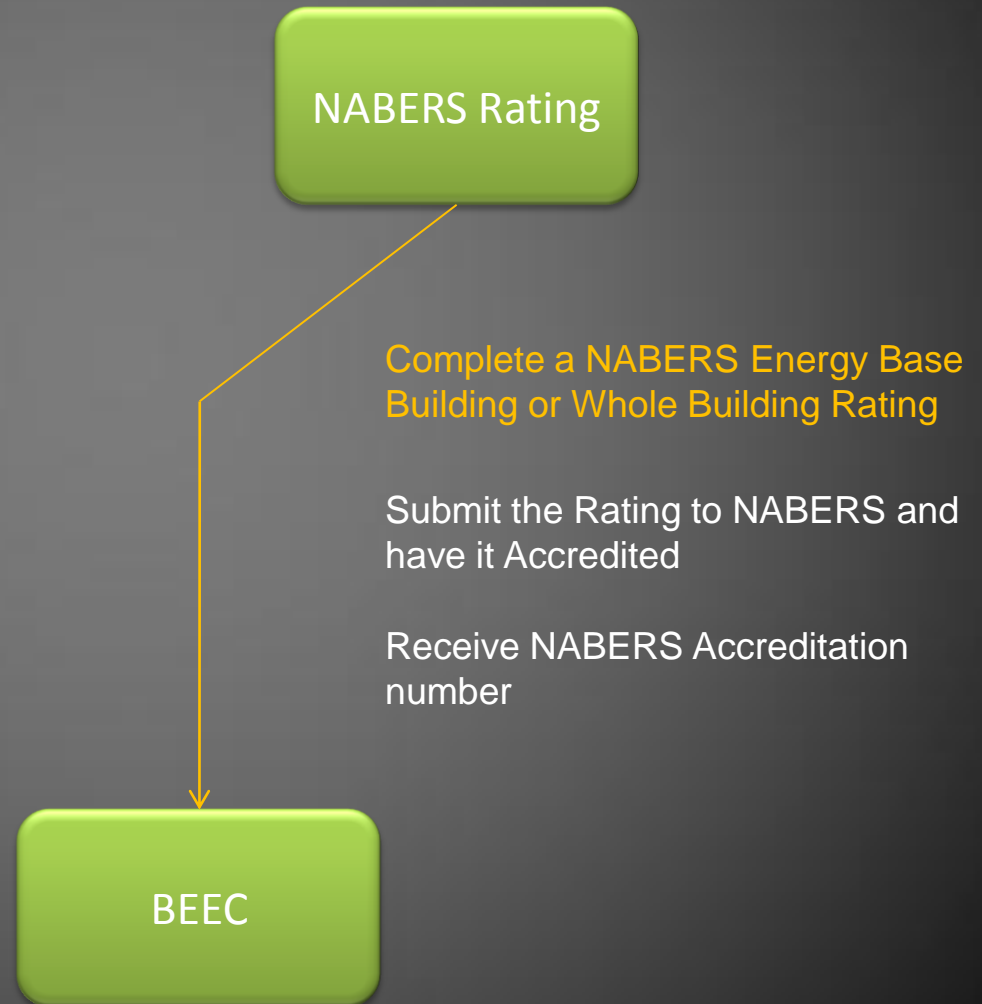 NABERS Rating
Complete a NABERS Energy Base
Building or Whole Building Rating
Submit the Rating to NABERS and
have it Accredited
Receive NABERS Accreditation
number
BEEC